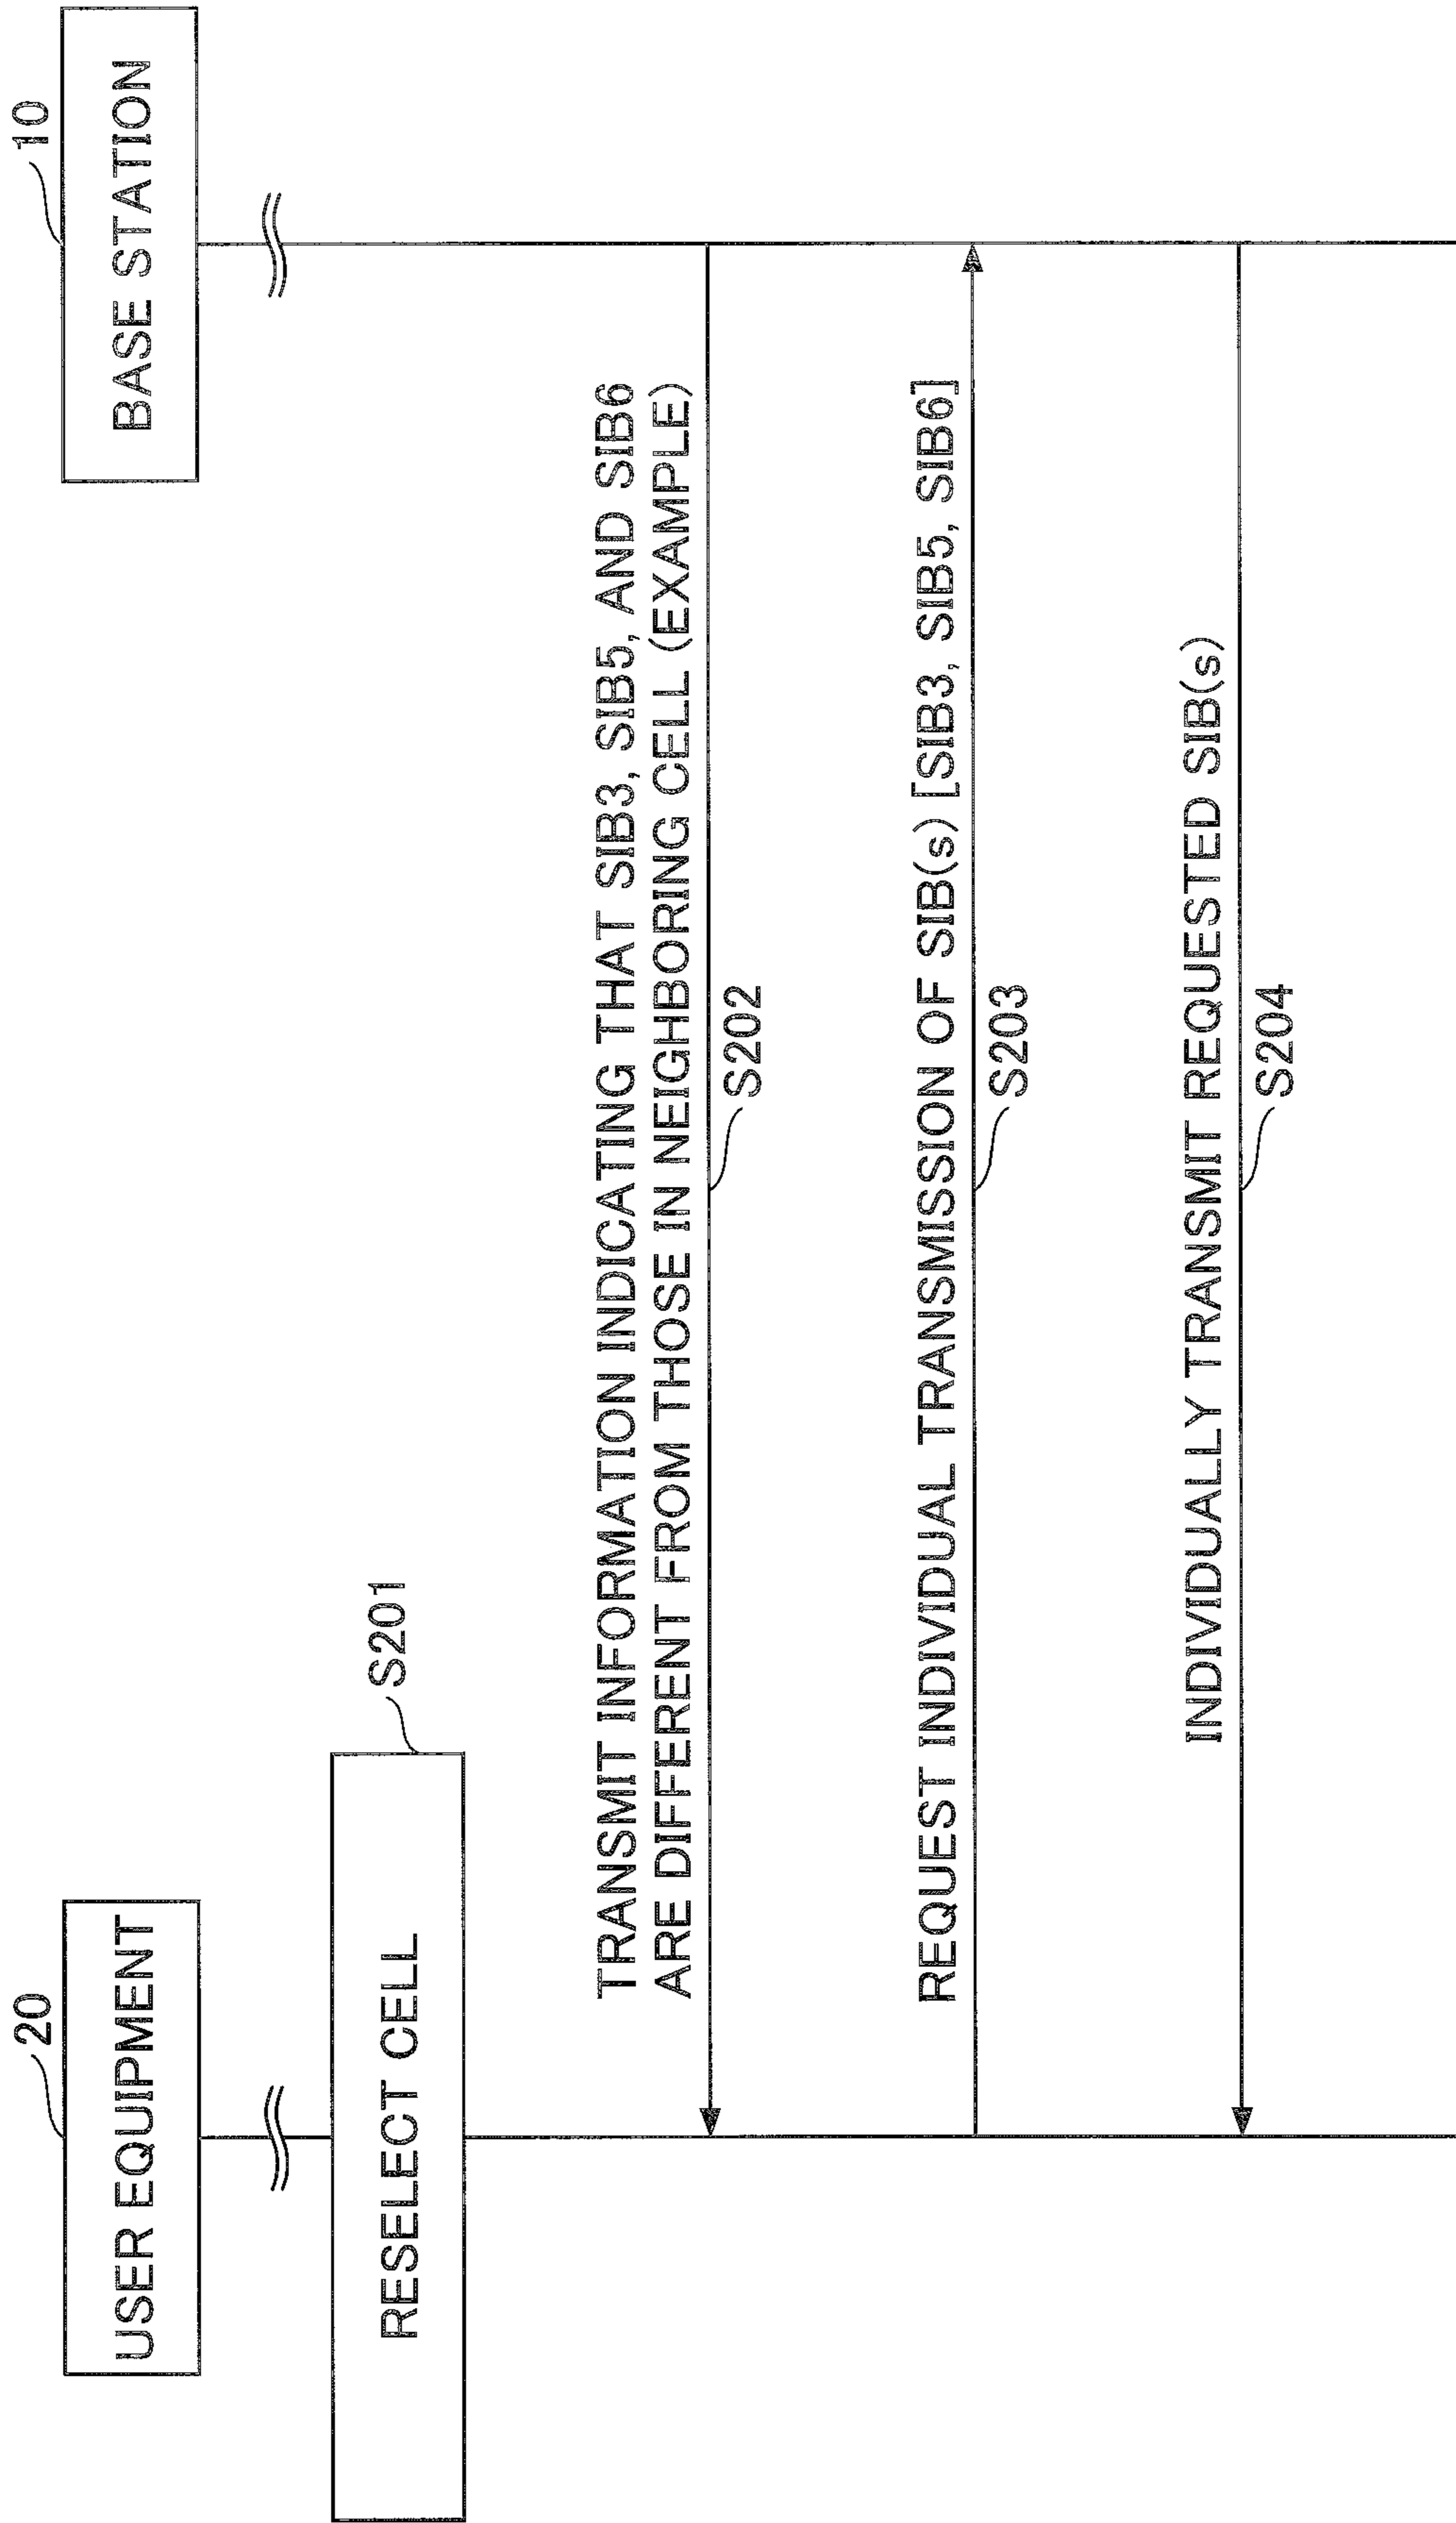 20
USER EQUIPMENT
10
BASE STATION
RESELECT CELL
S201
TRANSMIT INFORMATION INDICATING THAT SIB3, SIB5, AND SIB6
ARE DIFFERENT FROM THOSE IN NEIGHBORING CELL (EXAMPLE)
S202
REQUEST INDIVIDUAL TRANSMISSION OF SIB(s) [SIB3, SIB5, SIB6]
S203
INDIVIDUALLY TRANSMIT REQUESTED SIB(s)
S204